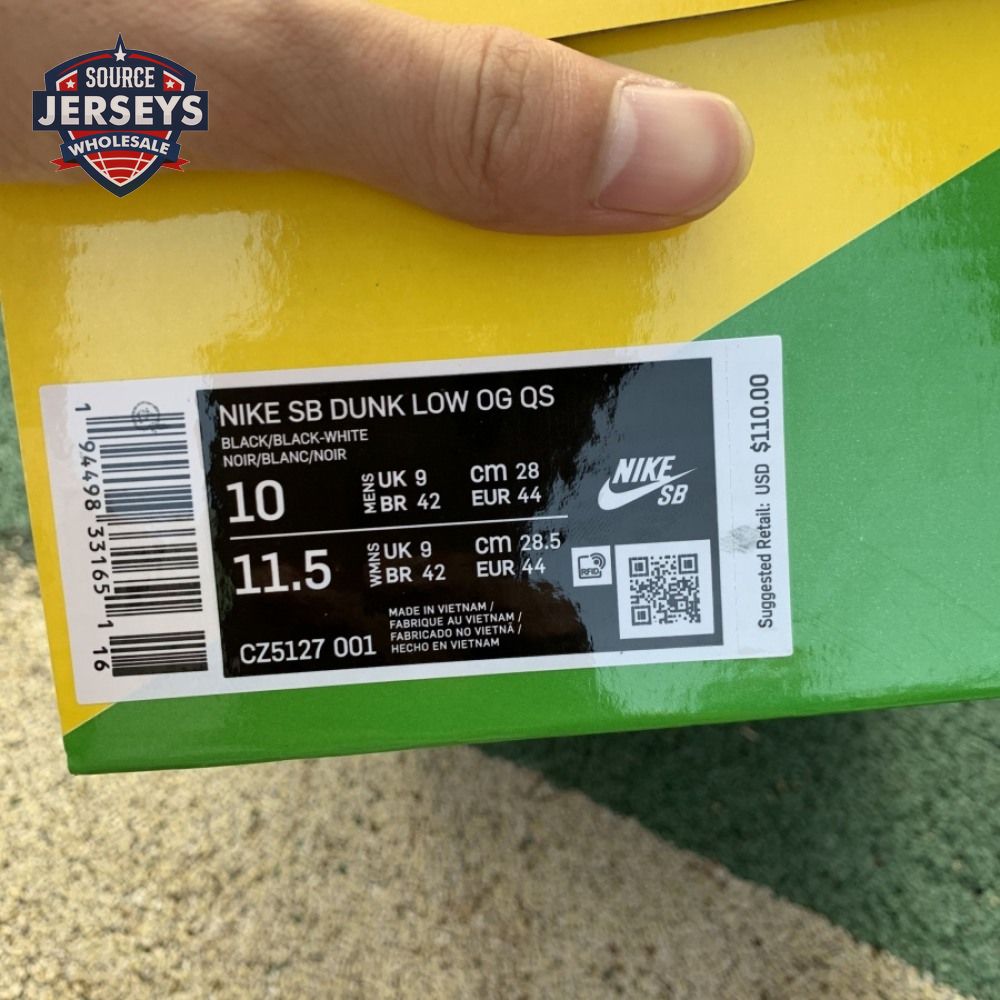 SOURCE
JERSEYS
WHOLESALE
NIKE SB DUNK LOW OG QS
BLACK/BLACK-WHITE
NOIR/BLANC/NOIR
10 MENS UK 9 cm 28
BR 42 EUR 44
11.5 WMNS UK 9 cm 28.5
BR 42 EUR 44
MADE IN VIETNAM /
FABRIQUE AU VIETNAM /
FABRICADO NO VIETNÃ /
HECHO EN VIETNAM
CZ5127 001
NIKE
SB
RFID
Suggested Retail: USD $110.00
1 94498 33165 1 16